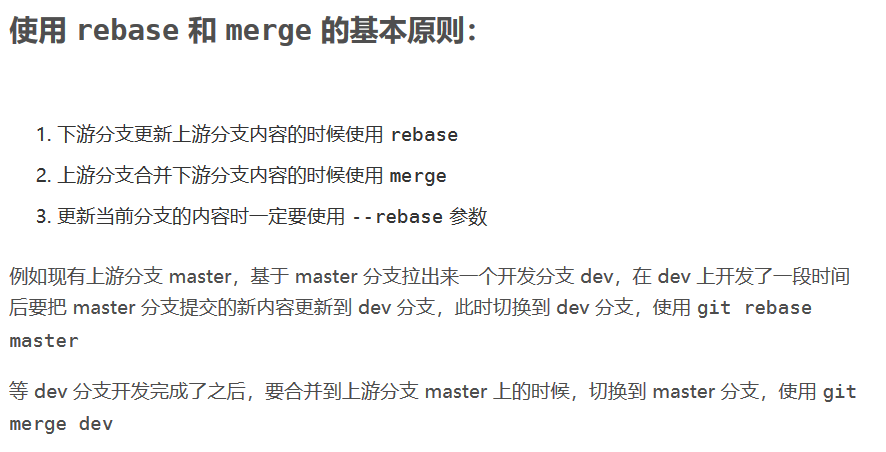 使用 rebase 和 merge 的基本原则：
1. 下游分支更新上游分支内容的时候使用 rebase
2. 上游分支合并下游分支内容的时候使用 merge
3. 更新当前分支的内容时一定要使用 --rebase 参数
例如现有上游分支 master，基于 master 分支拉出来一个开发分支 dev，在 dev 上开发了一段时间
后要把 master 分支提交的新内容更新到 dev 分支，此时切换到 dev 分支，使用 git rebase
master
等 dev 分支开发完成了之后，要合并到上游分支 master 上的时候，切换到 master 分支，使用 git
merge dev